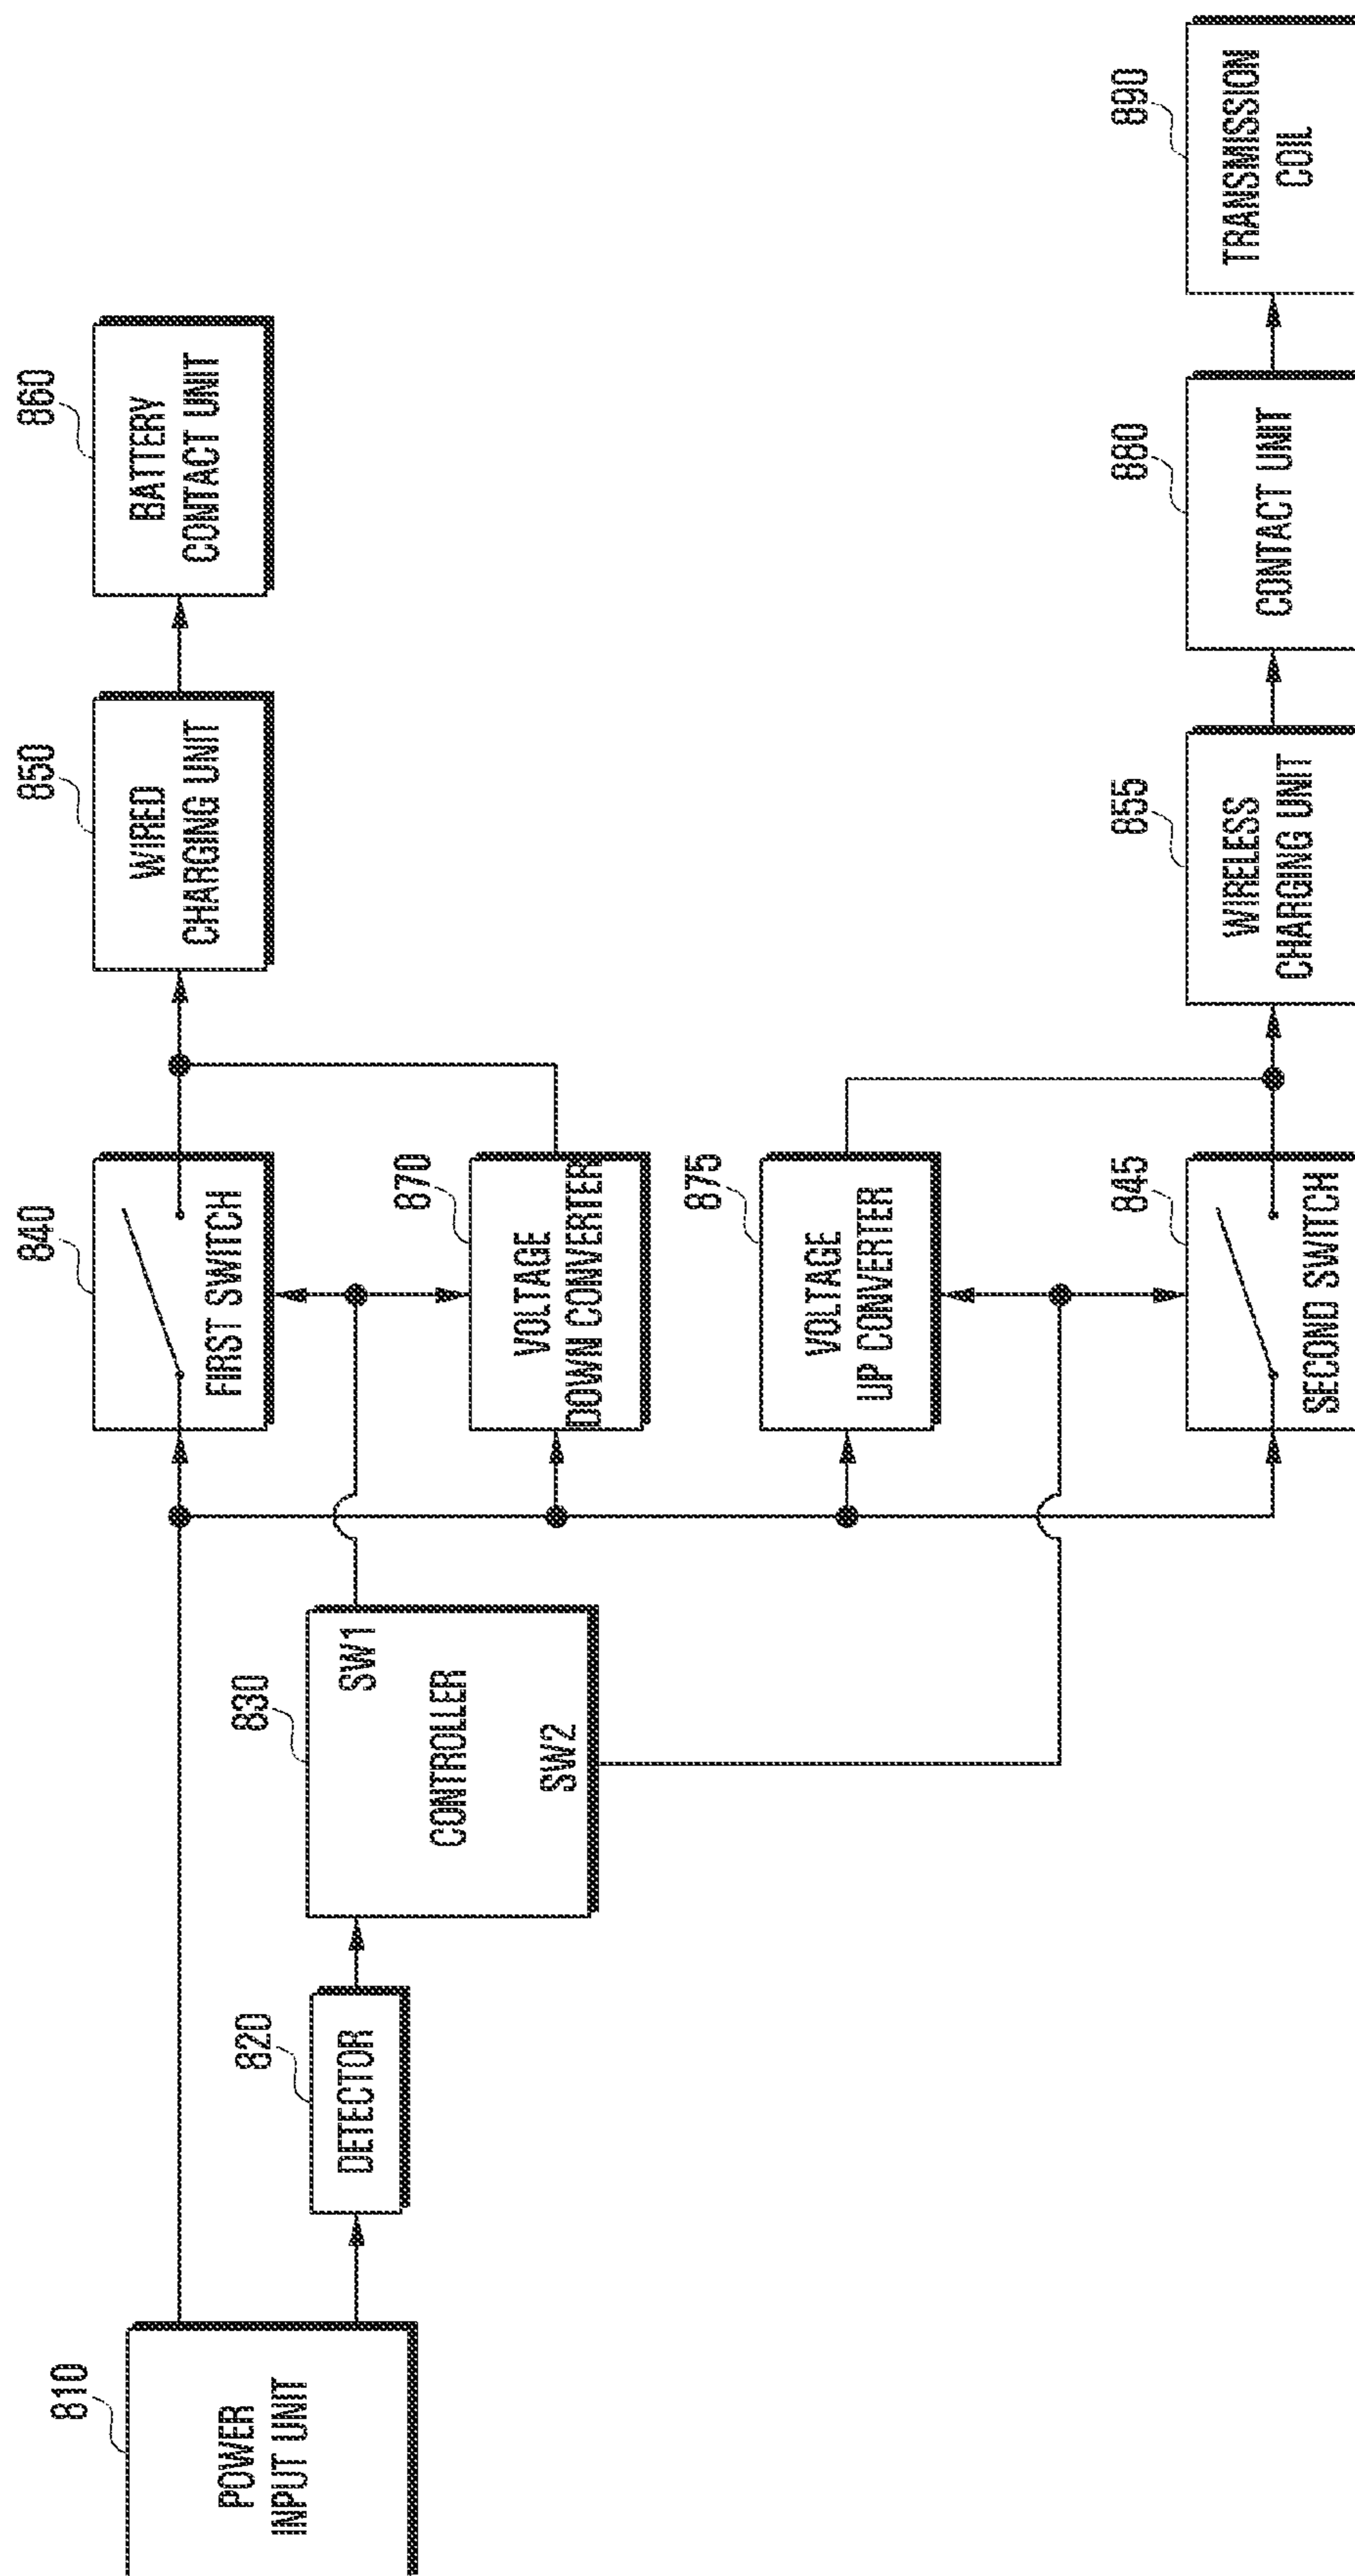 810
POWER
INPUT UNIT
820
DETECTOR
830
SW1
CONTROLLER
SW2
840
FIRST SWITCH
870
VOLTAGE
DOWN CONVERTER
875
VOLTAGE
UP CONVERTER
845
SECOND SWITCH
850
WIRED
CHARGING UNIT
860
BATTERY
CONTACT UNIT
855
WIRELESS
CHARGING UNIT
880
CONTACT UNIT
890
TRANSMISSION
COIL